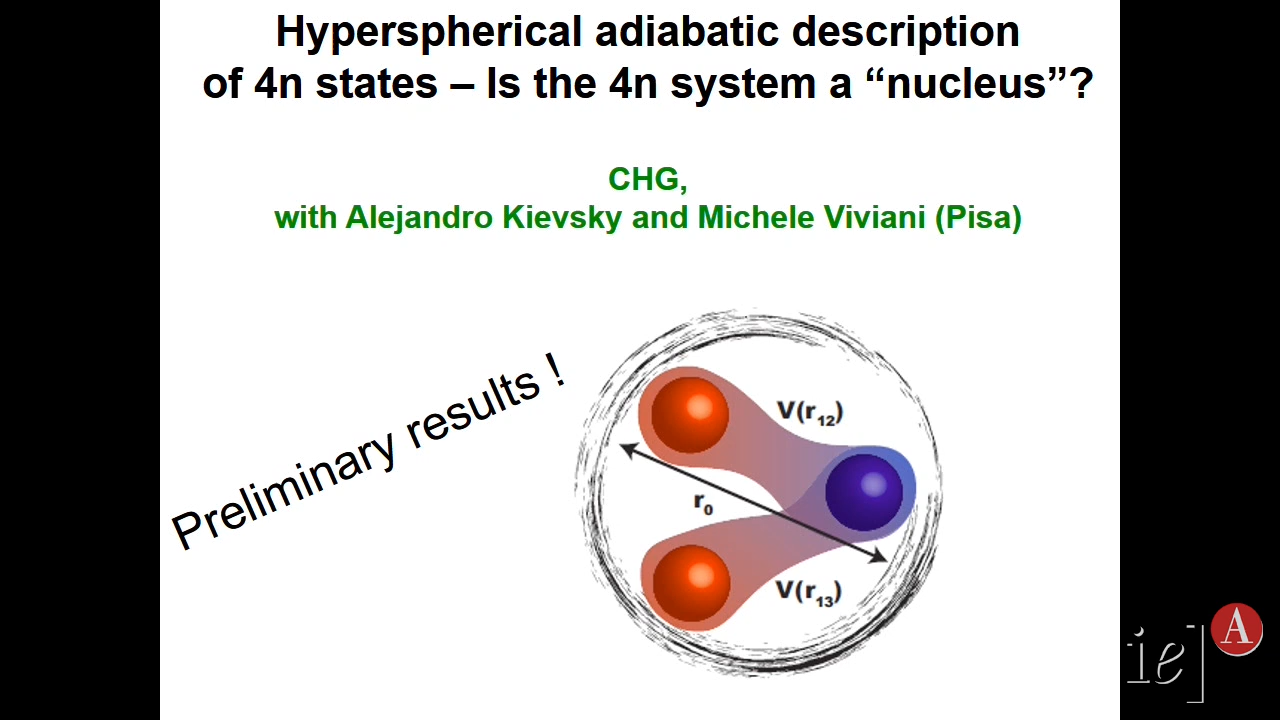 Hyperspherical adiabatic description
of 4n states – Is the 4n system a “nucleus”?
CHG,
with Alejandro Kievsky and Michele Viviani (Pisa)
Preliminary results !
V(r12)
r0
V(r13)
ie]
A